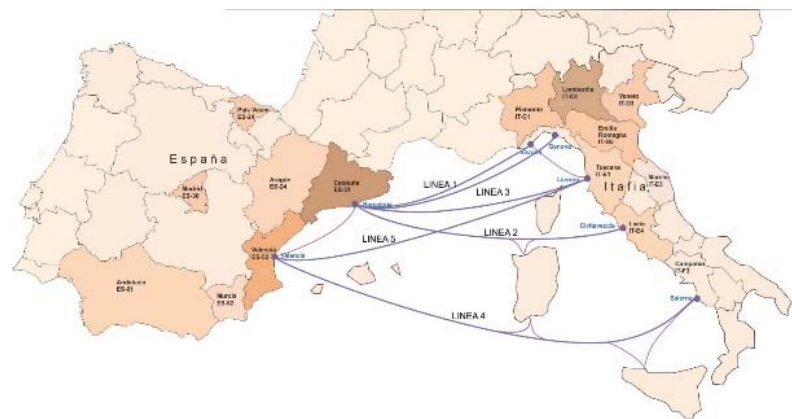 Lombardia
IT-C4
Veneto
IT-D3
Piemonte
IT-C1
Emilia
Romagna
IT-D5
Genova
Savona
País Vasco
ES-21
España
Aragón
ES-24
Cataluña
ES-51
Barcelona
Madrid
ES-30
LINEA 1
LINEA 3
Livorno
Toscana
IT-E1
Marche
IT-E3
Italia
LINEA 2
Civitavecchia
Lazio
IT-E4
LINEA 5
Valencia
ES-52
Valencia
Campania
IT-F3
Andalucía
ES-61
Murcia
ES-62
LINEA 4
Salerno